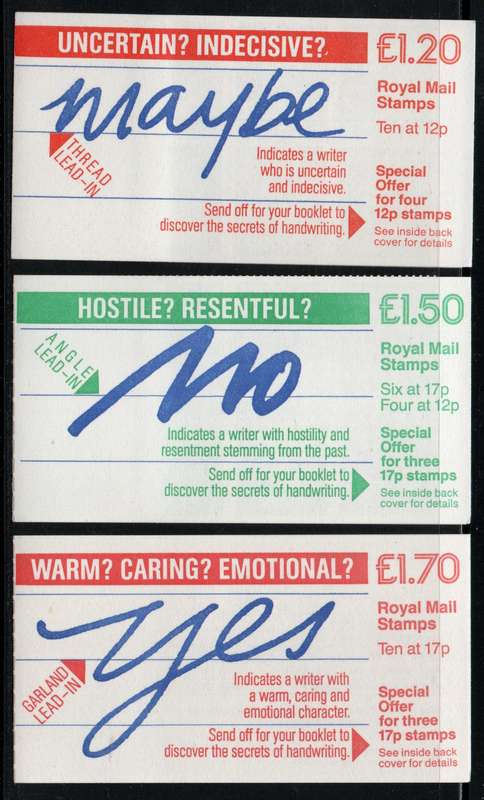 UNCERTAIN? INDECISIVE?
£1.20
maybe
Royal Mail
Stamps
Ten at 12p
THREAD
LEAD-IN
Indicates a writer
who is uncertain
and indecisive.
Special
Offer
for four
12p stamps
Send off for your booklet to
discover the secrets of handwriting.
See inside back
cover for details
HOSTILE? RESENTFUL?
£1.50
ANGLE
LEAD-IN
no
Royal Mail
Stamps
Six at 17p
Four at 12p
Indicates a writer with hostility and
resentment stemming from the past.
Special
Offer
for three
17p stamps
Send off for your booklet to
discover the secrets of handwriting.
See inside back
cover for details
WARM? CARING? EMOTIONAL?
£1.70
yes
Royal Mail
Stamps
Ten at 17p
GARLAND
LEAD-IN
Indicates a writer with
a warm, caring and
emotional character.
Special
Offer
for three
17p stamps
Send off for your booklet to
discover the secrets of handwriting.
See inside back
cover for details